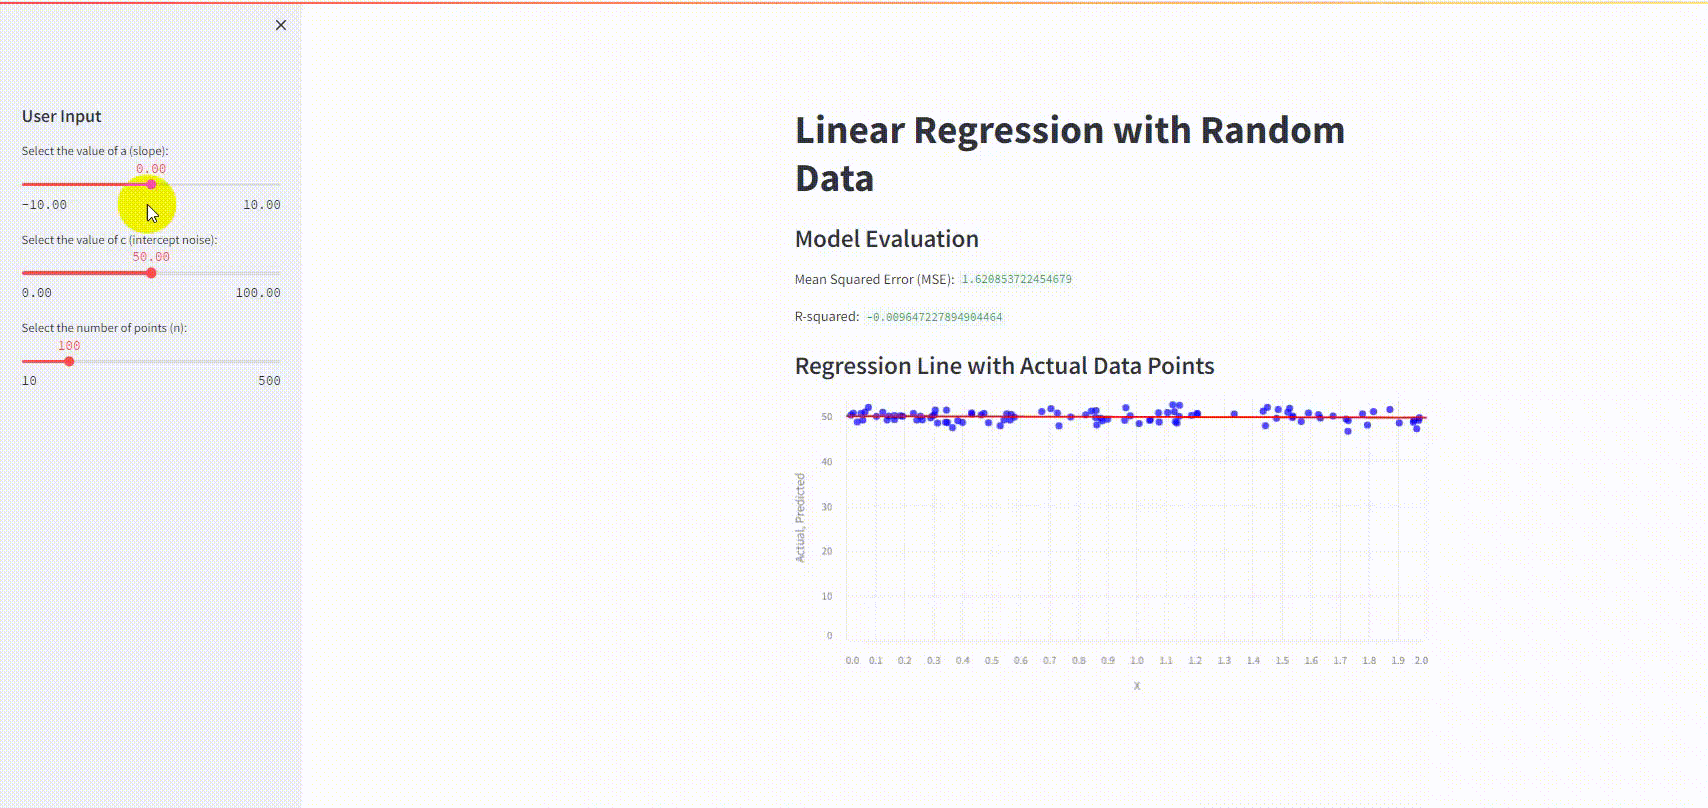 ×
User Input
Select the value of a (slope):
0.00
-10.00 10.00
Select the value of c (intercept noise):
50.00
0.00 100.00
Select the number of points (n):
100
10 500
Linear Regression with Random
Data
Model Evaluation
Mean Squared Error (MSE): 1.620853722454679
R-squared: -0.009647227894904464
Regression Line with Actual Data Points
50
40
30
20
10
0
Actual, Predicted
0.0 0.1 0.2 0.3 0.4 0.5 0.6 0.7 0.8 0.9 1.0 1.1 1.2 1.3 1.4 1.5 1.6 1.7 1.8 1.9 2.0
X